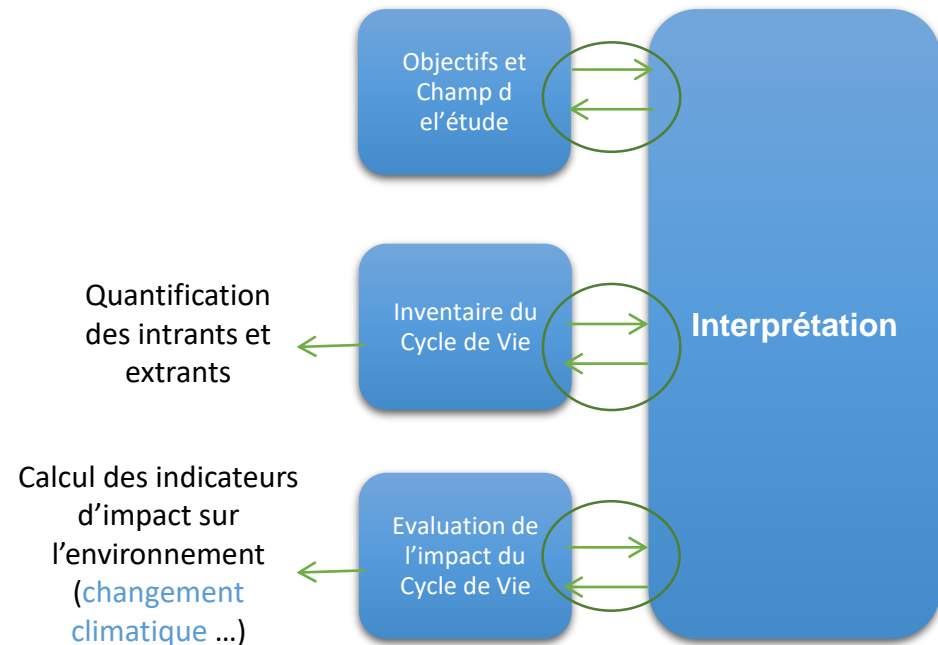 Objectifs et
Champ d
el’étude
Quantification
des intrants et
extrants
Inventaire du
Cycle de Vie
Interprétation
Calcul des indicateurs
d’impact sur
l’environnement
(changement
climatique ...)
Evaluation de
l’impact du
Cycle de Vie